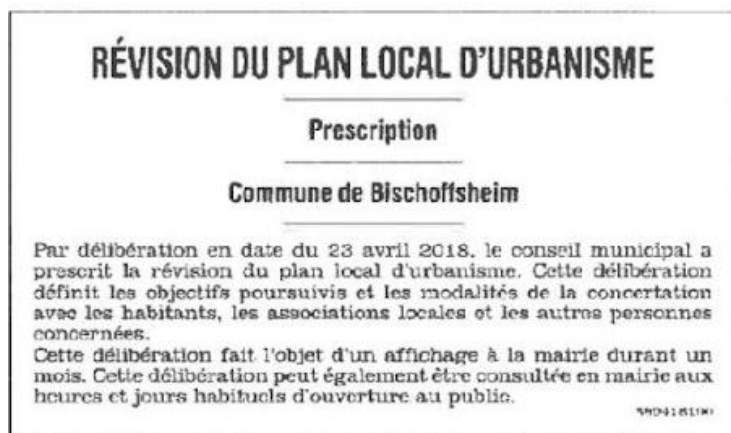 RÉVISION DU PLAN LOCAL D'URBANISME
Prescription
Commune de Bischoffsheim
Par délibération en date du 23 avril 2018, le conseil municipal a
prescrit la révision du plan local d'urbanisme. Cette délibération
définit les objectifs poursuivis et les modalités de la concertation
avec les habitants, les associations locales et les autres personnes
concernées.
Cette délibération fait l'objet d'un affichage à la mairie durant un
mois. Cette délibération peut également être consultée en mairie aux
heures et jours habituels d'ouverture au public.